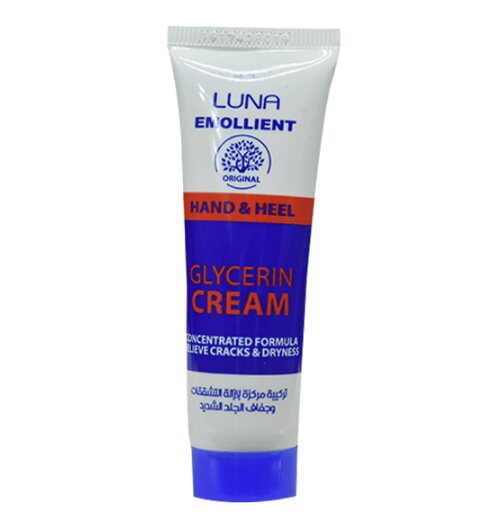 LUNA
EMOLLIENT
ORIGINAL
HAND & HEEL
GLYCERIN
CREAM
CONCENTRATED FORMULA
RELIEVE CRACKS & DRYNESS
تركيبة مركزة لإزالة التشققات
وجفاف الجلد الشديد